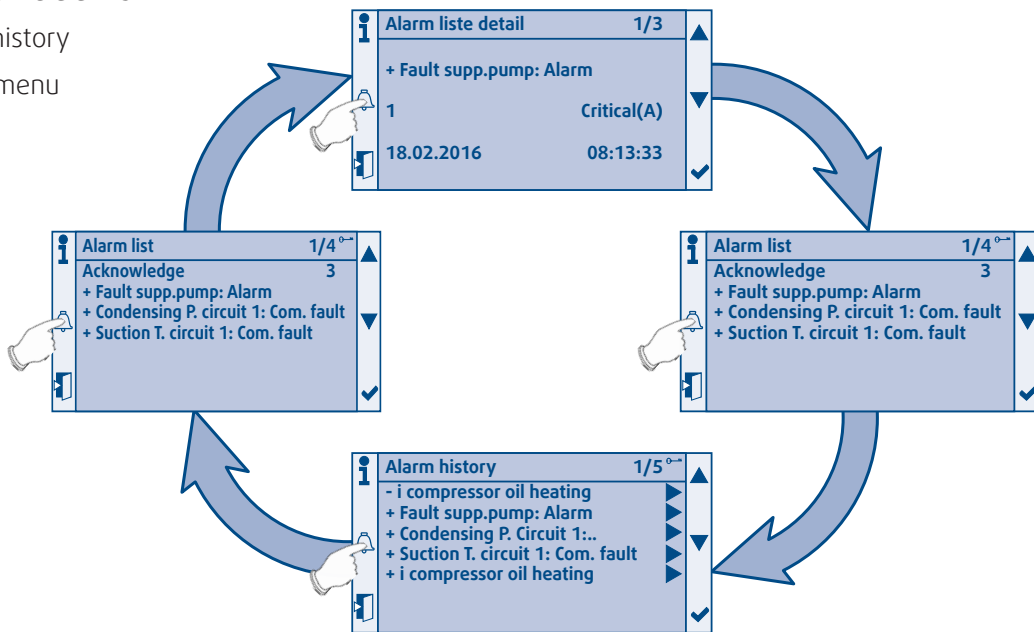 history
menu
Alarm liste detail 1/3
+ Fault supp.pump: Alarm
1 Critical(A)
18.02.2016 08:13:33
Alarm list 1/4
Acknowledge 3
+ Fault supp.pump: Alarm
+ Condensing P. circuit 1: Com. fault
+ Suction T. circuit 1: Com. fault
Alarm list 1/4
Acknowledge 3
+ Fault supp.pump: Alarm
+ Condensing P. circuit 1: Com. fault
+ Suction T. circuit 1: Com. fault
Alarm history 1/5
- i compressor oil heating
+ Fault supp.pump: Alarm
+ Condensing P. Circuit 1:..
+ Suction T. circuit 1: Com. fault
+ i compressor oil heating